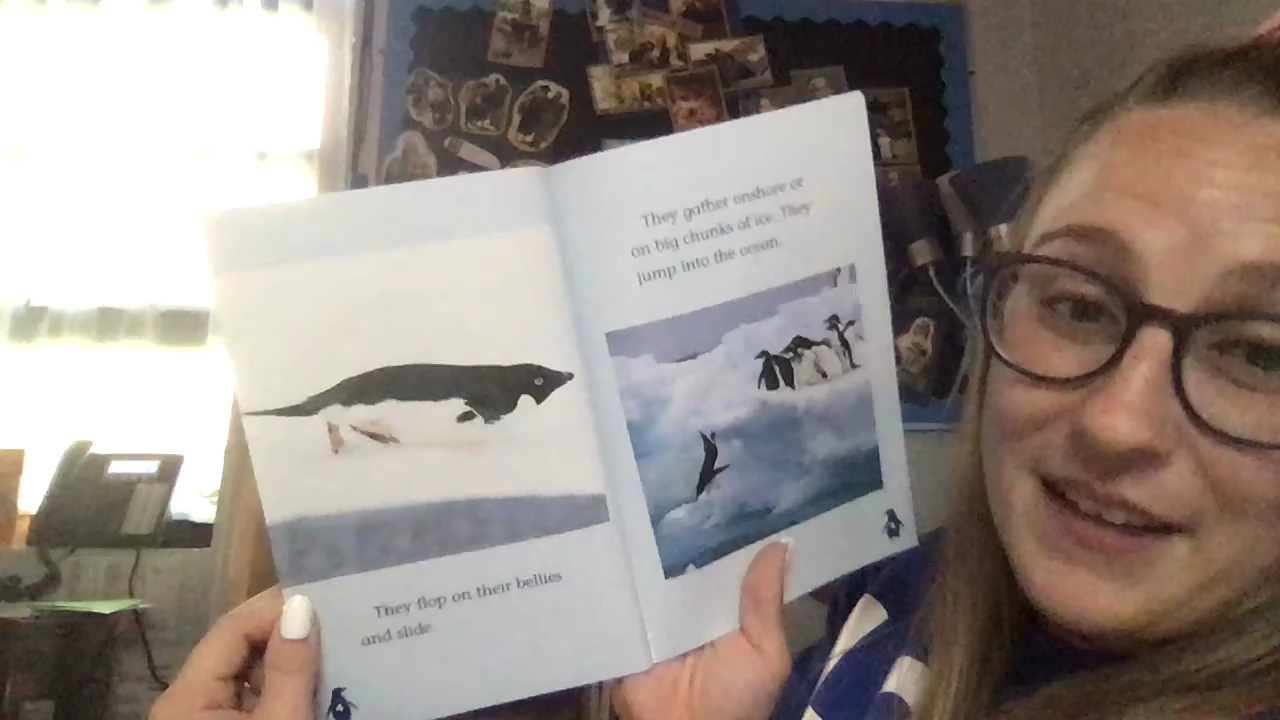 They flop on their bellies
and slide.
They gather onshore or
on big chunks of ice. They
jump into the ocean.
4